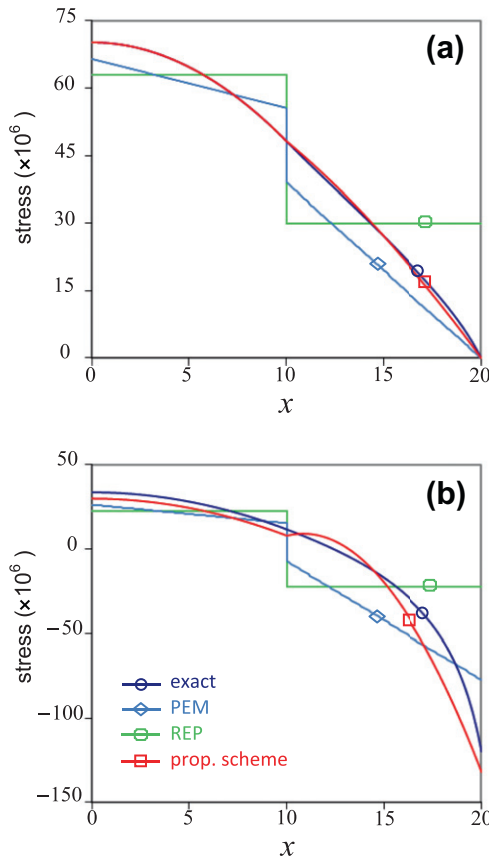 (a)
75
60
45
30
15
0
stress (×10⁶)
0 5 10 15 20
x
(b)
50
0
−50
−100
−150
stress (×10⁶)
exact
PEM
REP
prop. scheme
0 5 10 15 20
x